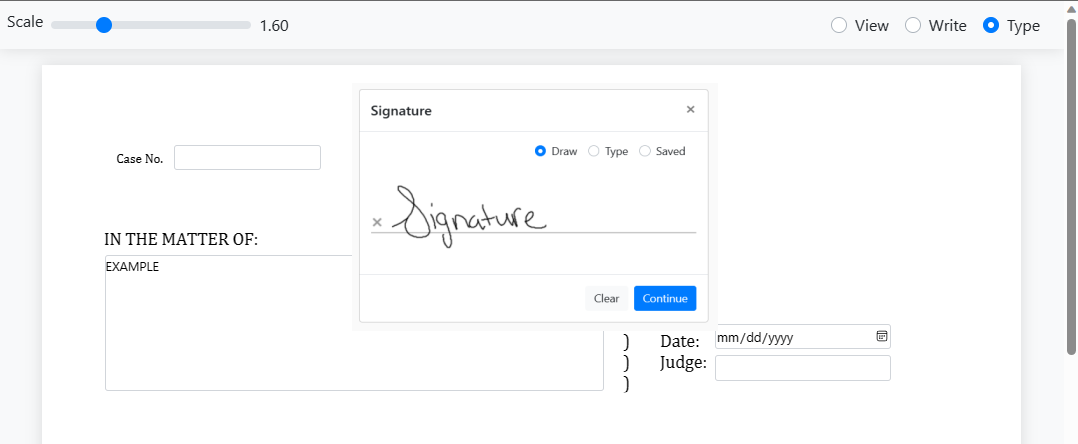 Scale 1.60 View Write Type
Signature ×
Case No. Draw Type Saved
× Signature
IN THE MATTER OF:
EXAMPLE
Clear Continue
) Date: mm/dd/yyyy
) Judge:
)